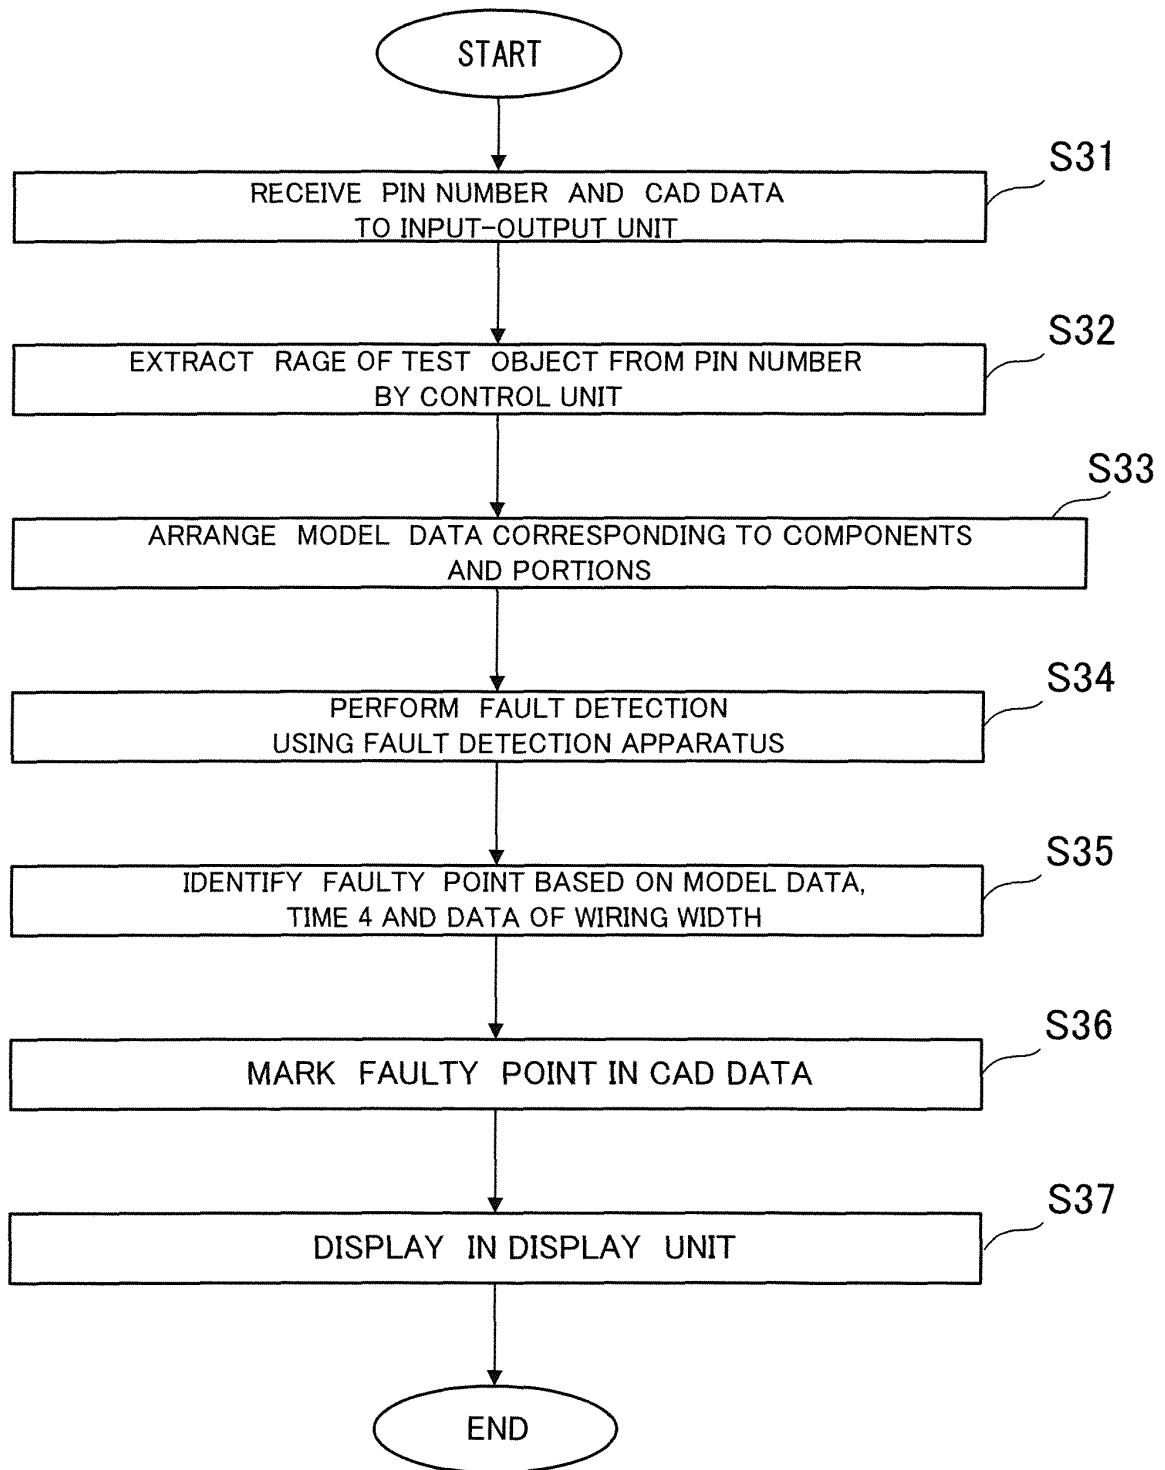 START
S31
RECEIVE PIN NUMBER AND CAD DATA
TO INPUT-OUTPUT UNIT
S32
EXTRACT RAGE OF TEST OBJECT FROM PIN NUMBER
BY CONTROL UNIT
S33
ARRANGE MODEL DATA CORRESPONDING TO COMPONENTS
AND PORTIONS
S34
PERFORM FAULT DETECTION
USING FAULT DETECTION APPARATUS
S35
IDENTIFY FAULTY POINT BASED ON MODEL DATA,
TIME 4 AND DATA OF WIRING WIDTH
S36
MARK FAULTY POINT IN CAD DATA
S37
DISPLAY IN DISPLAY UNIT
END